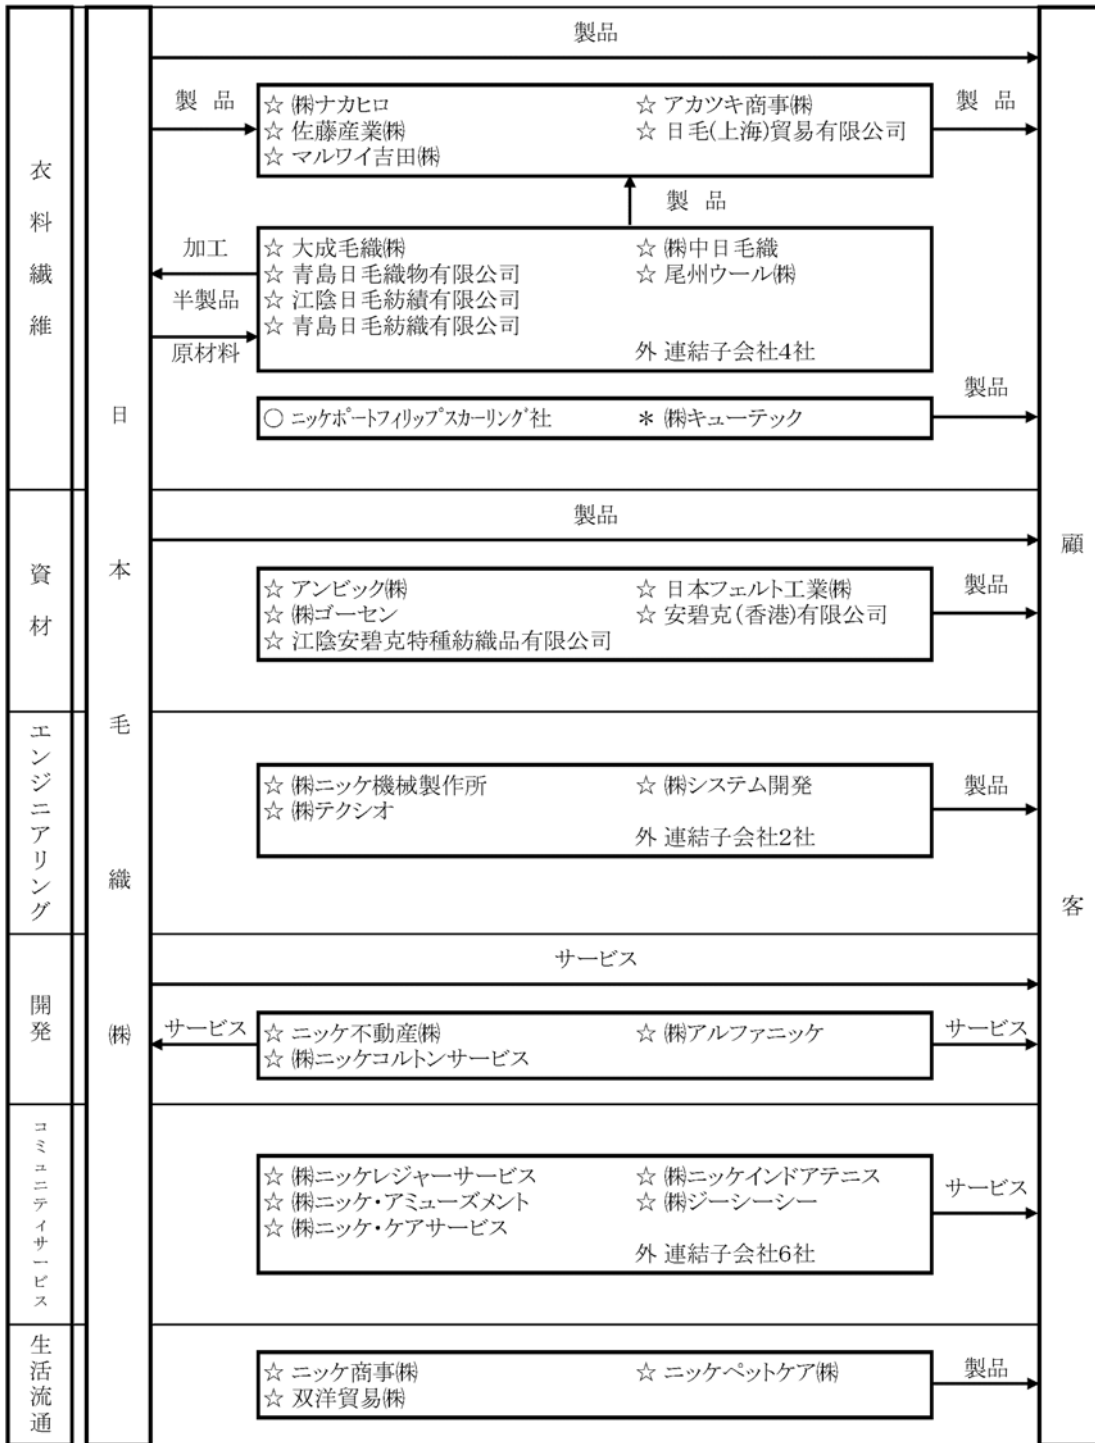 衣料繊維
日本毛織㈱
顧客
製品
製品
☆ ㈱ナカヒロ
☆ アカツキ商事㈱
☆ 佐藤産業㈱
☆ 日毛(上海)貿易有限公司
☆ マルワイ吉田㈱
製品
製品
加工
半製品
原材料
☆ 大成毛織㈱
☆ ㈱中日毛織
☆ 青島日毛織物有限公司
☆ 尾州ウール㈱
☆ 江陰日毛紡績有限公司
☆ 青島日毛紡織有限公司
外 連結子会社4社
○ ニッケポートフィリップスカーリング社
＊ ㈱キューテック
製品
資材
製品
☆ アンビック㈱
☆ 日本フェルト工業㈱
☆ ㈱ゴーセン
☆ 安碧克(香港)有限公司
☆ 江陰安碧克特種紡織品有限公司
製品
エンジニアリング
☆ ㈱ニッケ機械製作所
☆ ㈱システム開発
☆ ㈱テクシオ
外 連結子会社2社
製品
開発
サービス
サービス
☆ ニッケ不動産㈱
☆ ㈱アルファニッケ
☆ ㈱ニッケコルトンサービス
サービス
コミュニティサービス
☆ ㈱ニッケレジャーサービス
☆ ㈱ニッケインドアテニス
☆ ㈱ニッケ・アミューズメント
☆ ㈱ジーシーシー
☆ ㈱ニッケ・ケアサービス
外 連結子会社6社
サービス
生活流通
☆ ニッケ商事㈱
☆ ニッケペットケア㈱
☆ 双洋貿易㈱
製品